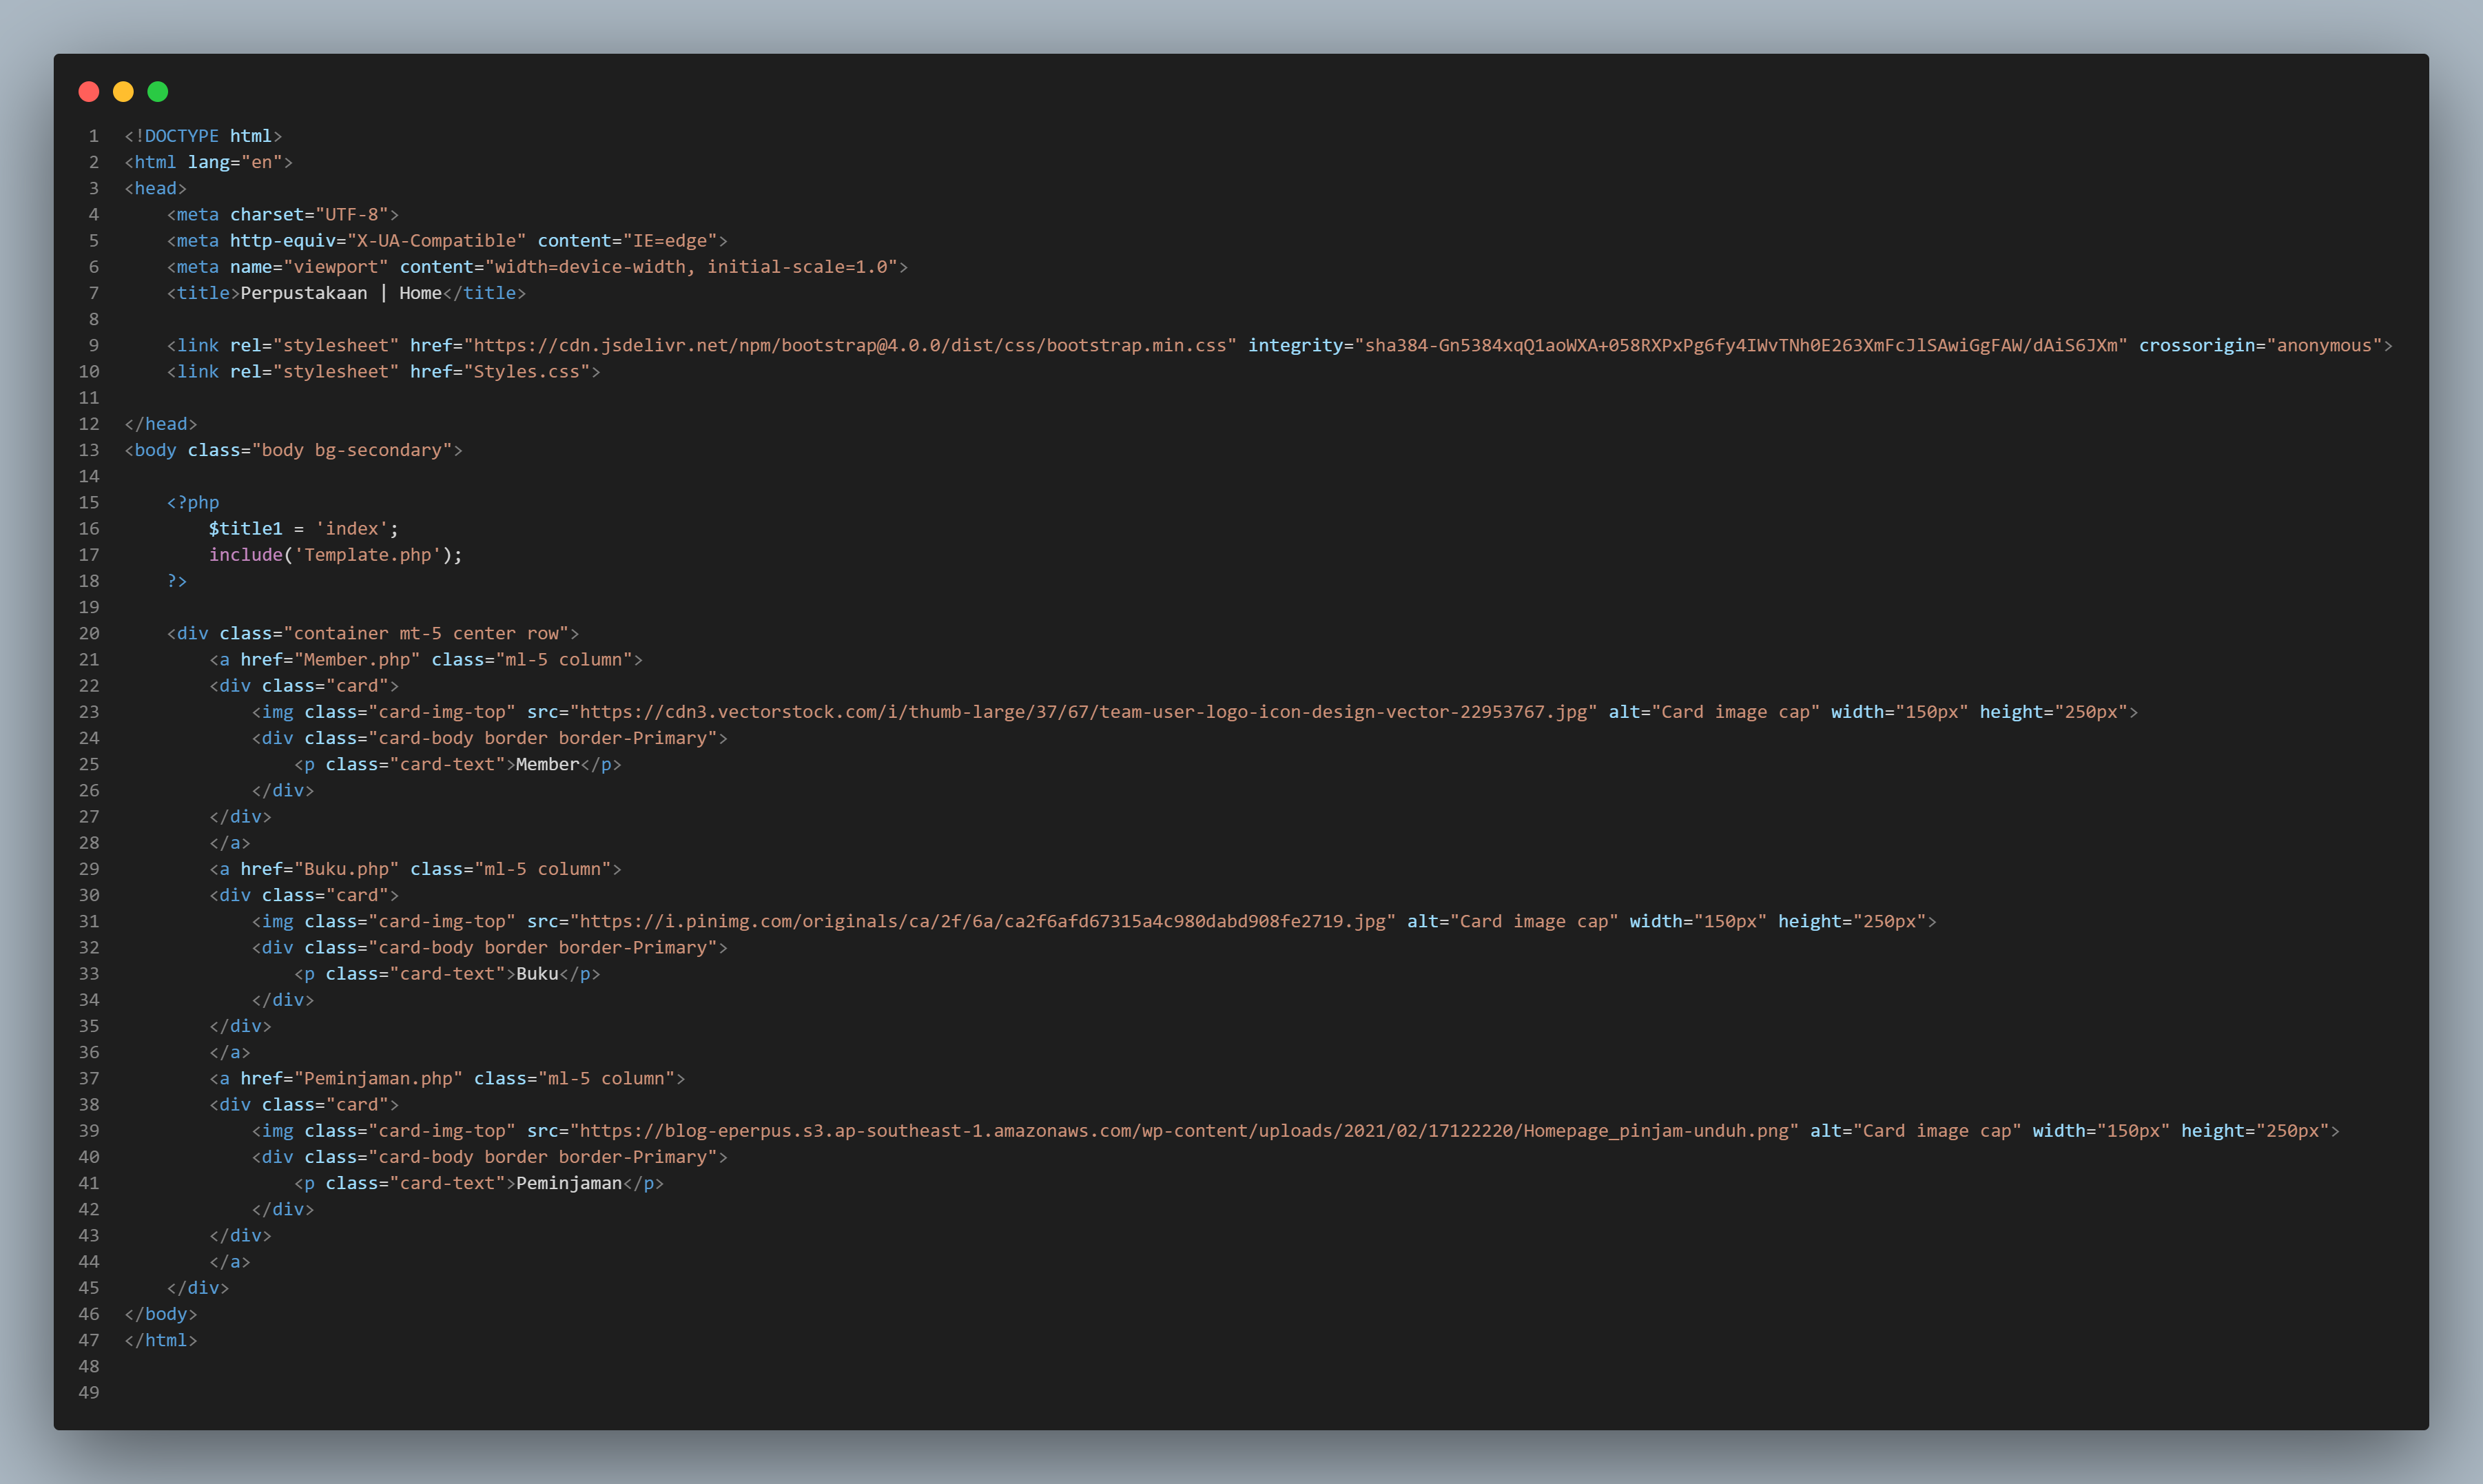 1 <!DOCTYPE html>
2 <html lang="en">
3 <head>
4     <meta charset="UTF-8">
5     <meta http-equiv="X-UA-Compatible" content="IE=edge">
6     <meta name="viewport" content="width=device-width, initial-scale=1.0">
7     <title>Perpustakaan | Home</title>
8
9     <link rel="stylesheet" href="https://cdn.jsdelivr.net/npm/bootstrap@4.0.0/dist/css/bootstrap.min.css" integrity="sha384-Gn5384xqQ1aoWXA+058RXPxPg6fy4IWvTNh0E263XmFcJlSAwiGgFAW/dAiS6JXm" crossorigin="anonymous">
10     <link rel="stylesheet" href="Styles.css">
11
12 </head>
13 <body class="body bg-secondary">
14
15     <?php
16         $title1 = 'index';
17         include('Template.php');
18     ?>
19
20     <div class="container mt-5 center row">
21         <a href="Member.php" class="ml-5 column">
22         <div class="card">
23             <img class="card-img-top" src="https://cdn3.vectorstock.com/i/thumb-large/37/67/team-user-logo-icon-design-vector-22953767.jpg" alt="Card image cap" width="150px" height="250px">
24             <div class="card-body border border-Primary">
25                 <p class="card-text">Member</p>
26             </div>
27         </div>
28         </a>
29         <a href="Buku.php" class="ml-5 column">
30         <div class="card">
31             <img class="card-img-top" src="https://i.pinimg.com/originals/ca/2f/6a/ca2f6afd67315a4c980dabd908fe2719.jpg" alt="Card image cap" width="150px" height="250px">
32             <div class="card-body border border-Primary">
33                 <p class="card-text">Buku</p>
34             </div>
35         </div>
36         </a>
37         <a href="Peminjaman.php" class="ml-5 column">
38         <div class="card">
39             <img class="card-img-top" src="https://blog-eperpus.s3.ap-southeast-1.amazonaws.com/wp-content/uploads/2021/02/17122220/Homepage_pinjam-unduh.png" alt="Card image cap" width="150px" height="250px">
40             <div class="card-body border border-Primary">
41                 <p class="card-text">Peminjaman</p>
42             </div>
43         </div>
44         </a>
45     </div>
46 </body>
47 </html>
48
49